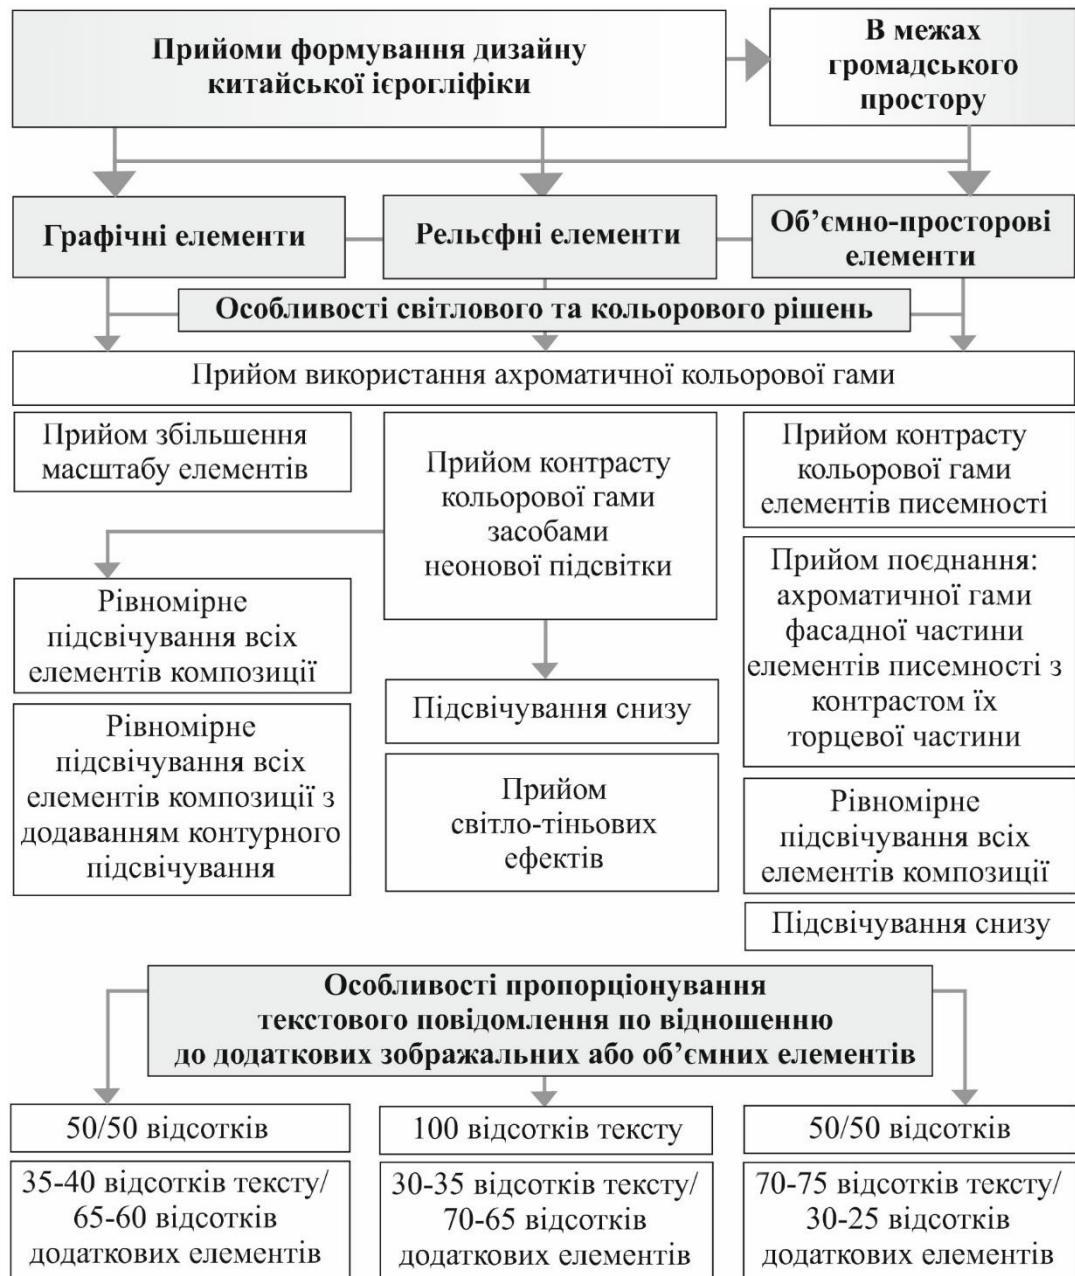 Прийоми формування дизайну
китайської ієрогліфіки
В межах
громадського
простору
Графічні елементи
Рельєфні елементи
Об’ємно-просторові
елементи
Особливості світлового та кольорового рішень
Прийом використання ахроматичної кольорової гами
Прийом збільшення
масштабу елементів
Рівномірне
підсвічування всіх
елементів композиції
Рівномірне
підсвічування всіх
елементів композиції з
додаванням контурного
підсвічування
Прийом контрасту
кольорової гами
засобами
неонової підсвітки
Підсвічування снизу
Прийом
світло-тіньових
ефектів
Прийом контрасту
кольорової гами
елементів писемності
Прийом поєднання:
ахроматичної гами
фасадної частини
елементів писемності з
контрастом їх
торцевої частини
Рівномірне
підсвічування всіх
елементів композиції
Підсвічування снизу
Особливості пропорціонування
текстового повідомлення по відношенню
до додаткових зображальних або об’ємних елементів
50/50 відсотків
35-40 відсотків тексту/
65-60 відсотків
додаткових елементів
100 відсотків тексту
30-35 відсотків тексту/
70-65 відсотків
додаткових елементів
50/50 відсотків
70-75 відсотків тексту/
30-25 відсотків
додаткових елементів